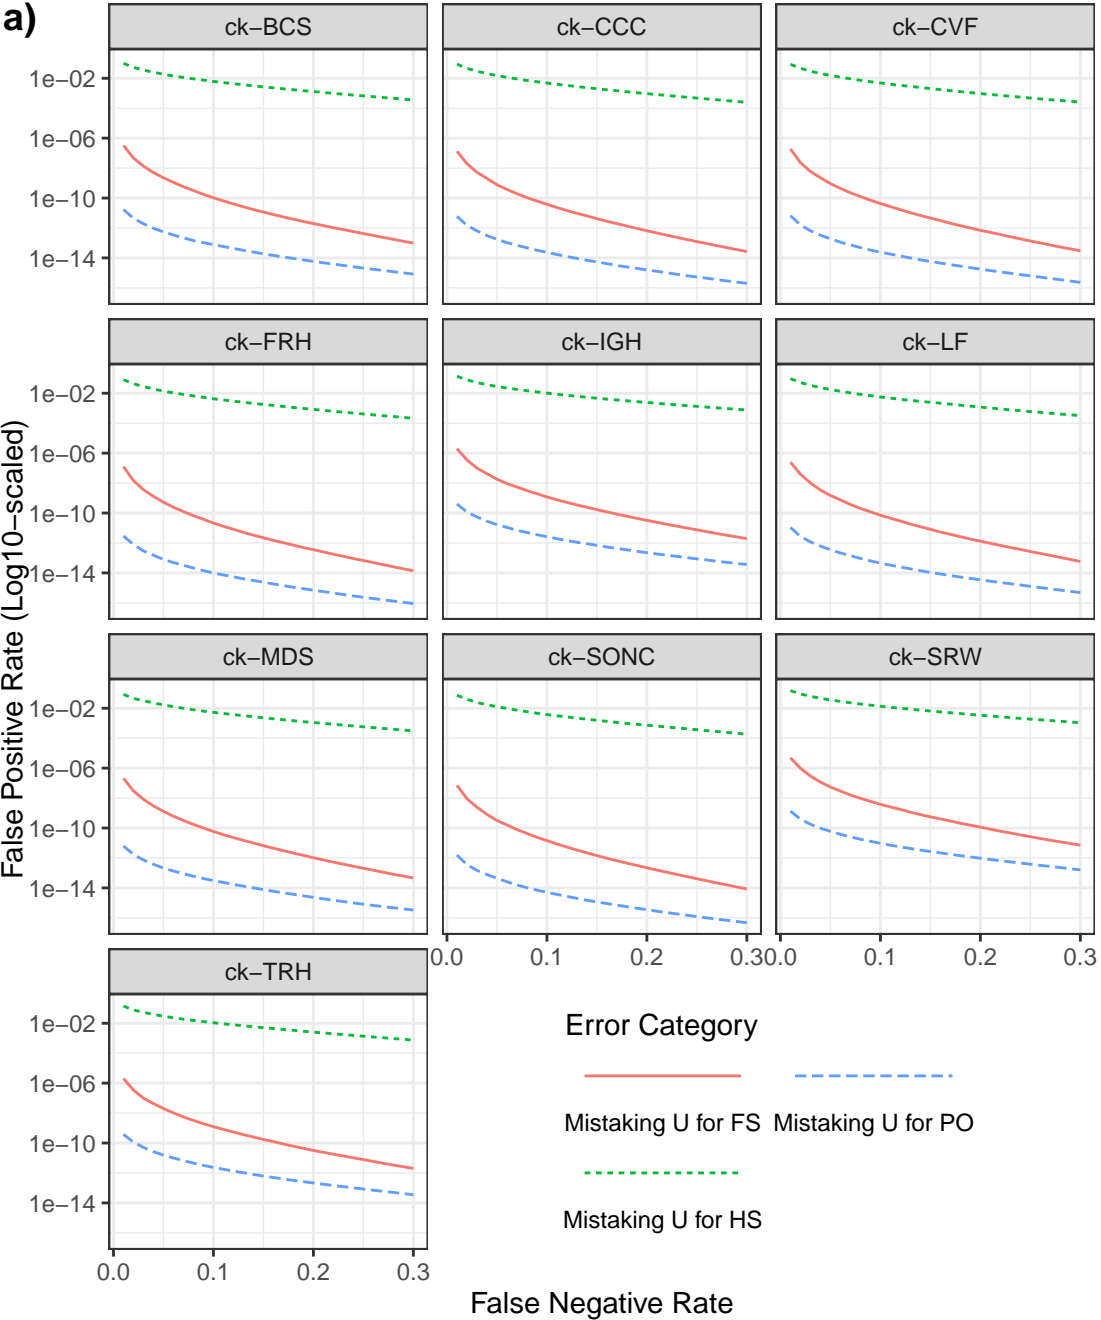 a)
ck−BCS ck−CCC ck−CVF
1e−02
1e−06
1e−10
1e−14
ck−FRH ck−IGH ck−LF
1e−02
1e−06
1e−10
1e−14
ck−MDS ck−SONC ck−SRW
1e−02
1e−06
1e−10
1e−14
0.0 0.1 0.2 0.3 0.0 0.1 0.2 0.3
ck−TRH
1e−02
1e−06
1e−10
1e−14
0.0 0.1 0.2 0.3
False Negative Rate
False Positive Rate (Log10−scaled)
Error Category
Mistaking U for FS Mistaking U for PO
Mistaking U for HS